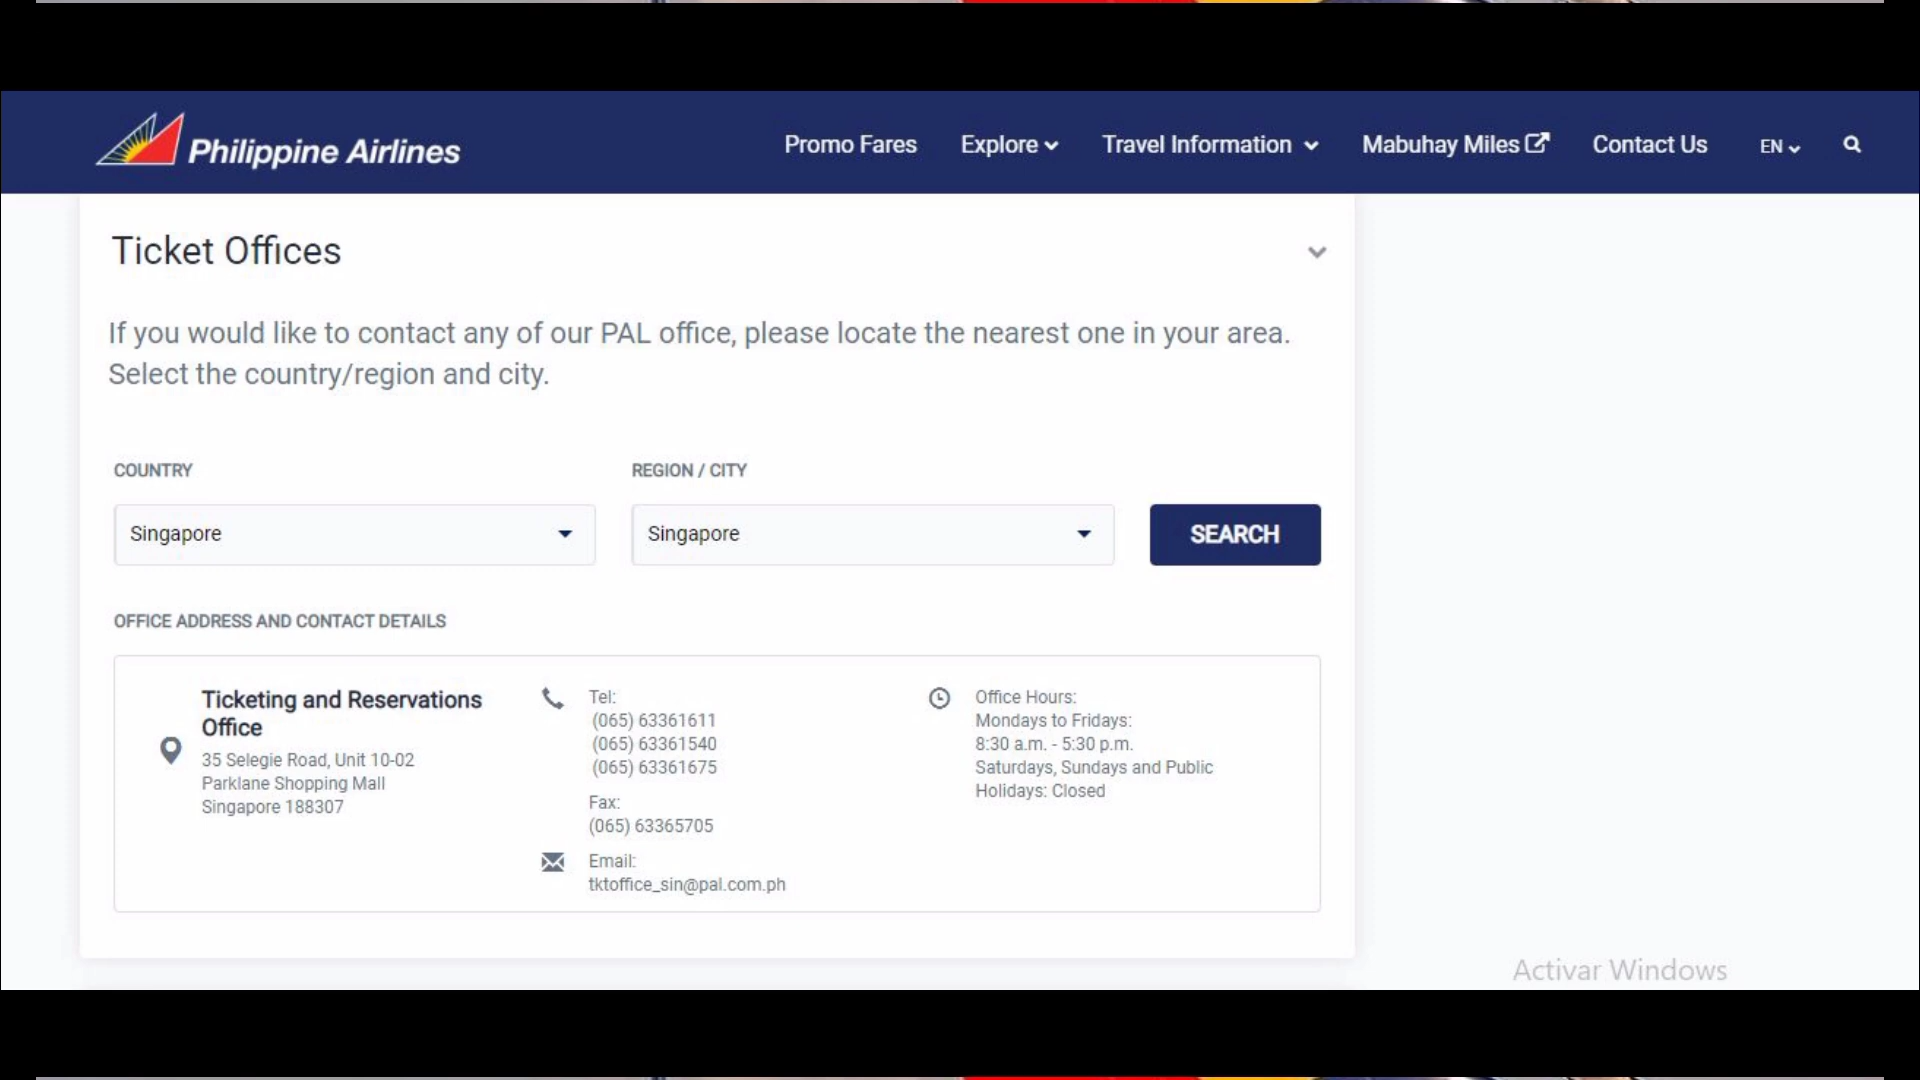 Philippine Airlines
Promo Fares
Explore
Travel Information
Mabuhay Miles
Contact Us
EN
Ticket Offices
If you would like to contact any of our PAL office, please locate the nearest one in your area.
Select the country/region and city.
COUNTRY
REGION / CITY
Singapore
Singapore
SEARCH
OFFICE ADDRESS AND CONTACT DETAILS
Ticketing and Reservations
Office
35 Selegie Road, Unit 10-02
Parklane Shopping Mall
Singapore 188307
Tel:
(065) 63361611
(065) 63361540
(065) 63361675
Fax:
(065) 63365705
Email:
tktoffice_sin@pal.com.ph
Office Hours:
Mondays to Fridays:
8:30 a.m. - 5:30 p.m.
Saturdays, Sundays and Public
Holidays: Closed
Activar Windows